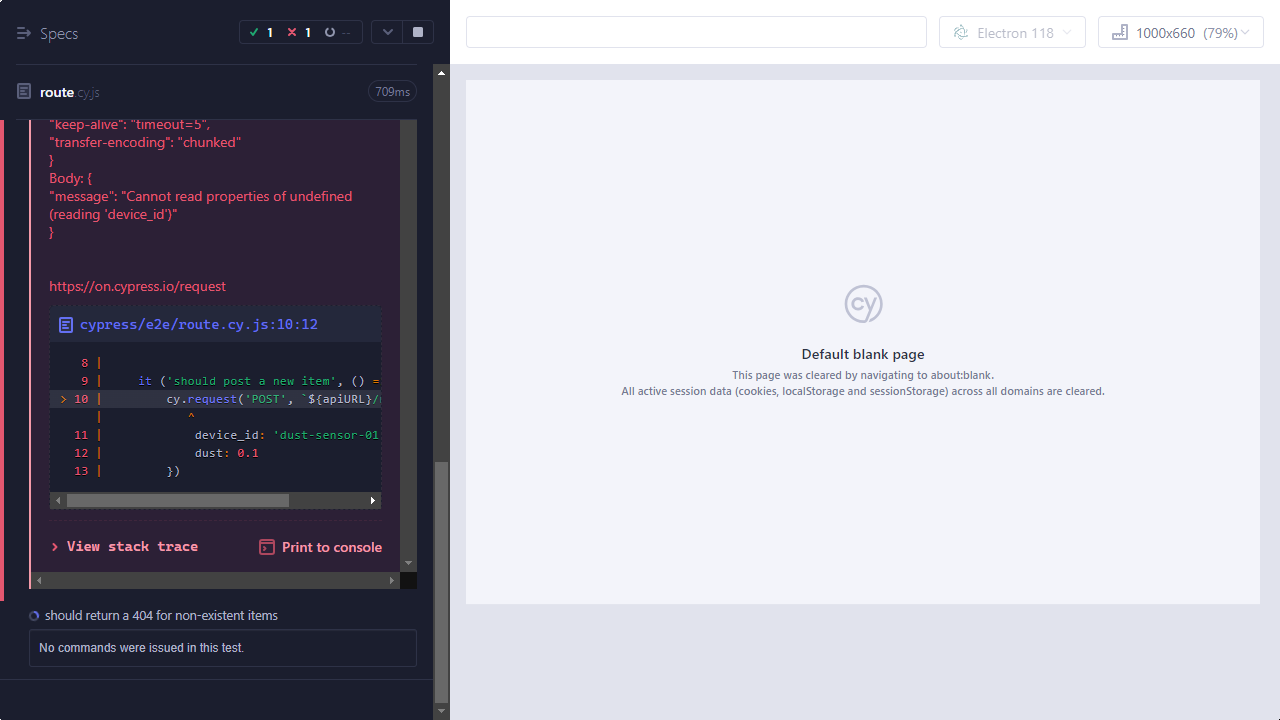 Specs
1
1
--
Electron 118
1000x660 (79%)
route.cy.js
709ms
"keep-alive": "timeout=5",
"transfer-encoding": "chunked"
}
Body: {
"message": "Cannot read properties of undefined
(reading 'device_id')"
}
https://on.cypress.io/request
cypress/e2e/route.cy.js:10:12
8 |
9 | it ('should post a new item', () =
> 10 | cy.request('POST', `${apiURL}/
| ^
11 | device_id: 'dust-sensor-01
12 | dust: 0.1
13 | })
View stack trace
Print to console
should return a 404 for non-existent items
No commands were issued in this test.
cy
Default blank page
This page was cleared by navigating to about:blank.
All active session data (cookies, localStorage and sessionStorage) across all domains are cleared.